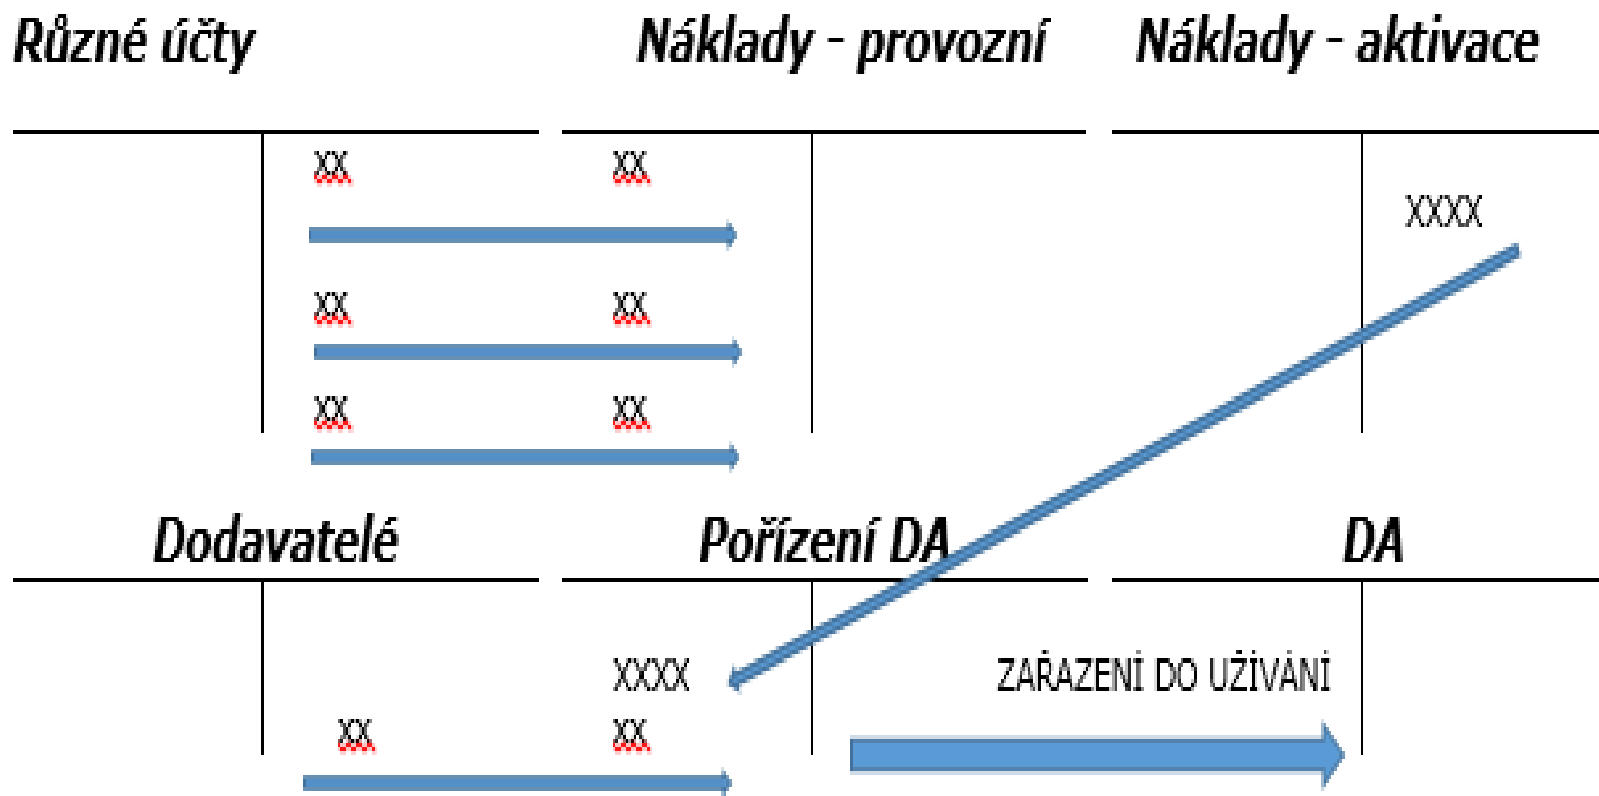 Různé účty
Náklady - provozní
Náklady - aktivace
XX XX
XXXX
XX XX
XX XX
Dodavatelé
Pořízení DA
DA
XXXX
ZAŘAZENÍ DO UŽÍVÁNÍ
XX XX